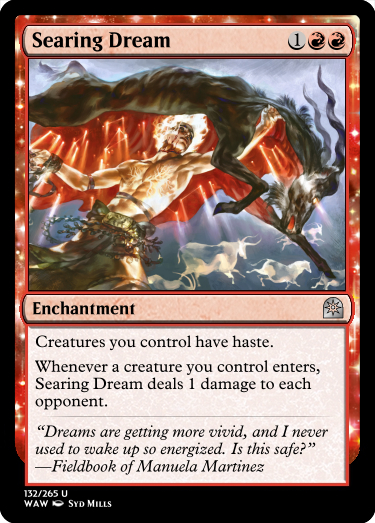 Searing Dream 1
Enchantment
Creatures you control have haste.
Whenever a creature you control enters,
Searing Dream deals 1 damage to each
opponent.
“Dreams are getting more vivid, and I never
used to wake up so energized. Is this safe?”
—Fieldbook of Manuela Martinez
132/265 U
WAW Syd Mills